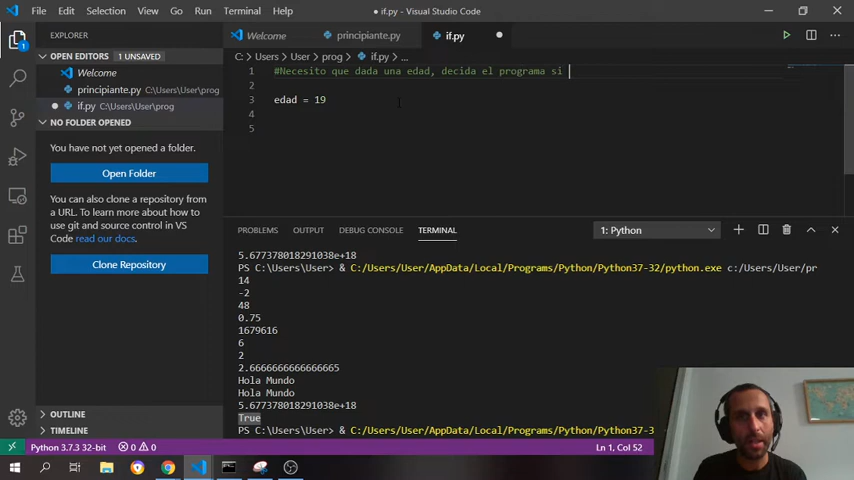 File Edit Selection View Go Run Terminal Help
● if.py - Visual Studio Code
EXPLORER
Welcome
principiante.py
if.py ●
OPEN EDITORS 1 UNSAVED
Welcome
principiante.py C:\Users\User\prog
● if.py C:\Users\User\prog
NO FOLDER OPENED
You have not yet opened a folder.
Open Folder
You can also clone a repository from
a URL. To learn more about how to
use git and source control in VS
Code read our docs.
Clone Repository
OUTLINE
TIMELINE
C: > Users > User > prog > if.py > ...
1 #Necesito que dada una edad, decida el programa si
2
3 edad = 19
4
5
PROBLEMS OUTPUT DEBUG CONSOLE TERMINAL 1: Python
5.677378018291038e+18
PS C:\Users\User> & C:/Users/User/AppData/Local/Programs/Python/Python37-32/python.exe c:/Users/User/pr
14
-2
48
0.75
1679616
6
2
2.6666666666666665
Hola Mundo
Hola Mundo
5.677378018291038e+18
True
PS C:\Users\User> & C:/Users/User/AppData/Local/Programs/Python/Python37-3
Python 3.7.3 32-bit 0 0
Ln 1, Col 52